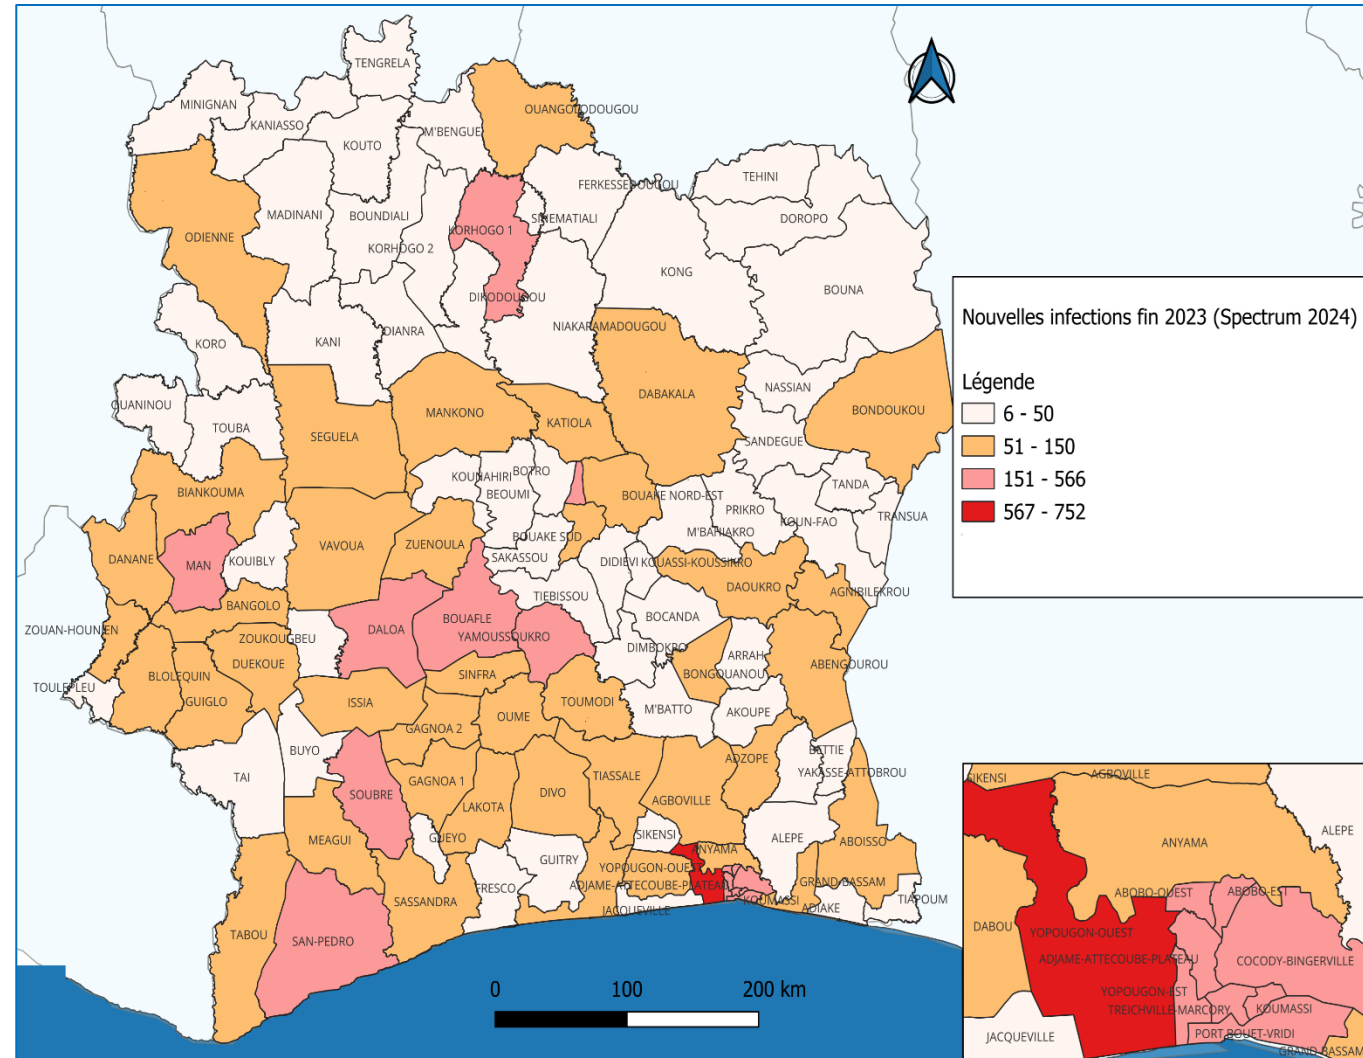 TENGRELA
MINIGNAN
OUANGOLODOUGOU
KANIASSO
M'BENGUE
KOUTO
TEHINI
FERKESSEDOUGOU
MADINANI
BOUNDIALI
SINEMATIALI
DOROPO
KORHOGO 1
ODIENNE
KORHOGO 2
KONG
BOUNA
DIKODOUGOU
NIAKARAMADOUGOU
DIANRA
KORO
KANI
NASSIAN
DABAKALA
OUANINOU
MANKONO
BONDOUKOU
TOUBA
KATIOLA
SEGUELA
SANDEGUE
KOUNAHIRI
BOTRO
TANDA
BIANKOUMA
BEOUMI
BOUAKE NORD-EST
PRIKRO
TRANSUA
KOUN-FAO
M'BAHIAKRO
BOUAKE SUD
VAVOUA
ZUENOULA
SAKASSOU
DANANE
MAN
KOUIBLY
DIDIEVI
KOUASSI-KOUSSIKRO
DAOUKRO
AGNIBILEKROU
TIEBISSOU
BANGOLO
BOUAFLE
BOCANDA
DALOA
ZOUAN-HOUNIEN
ZOUKOUGBEU
YAMOUSSOUKRO
DIMBOKRO
ARRAH
DUEKOUE
ABENGOUROU
BLOLEQUIN
SINFRA
BONGOUANOU
TOULEPLEU
GUIGLO
ISSIA
TOUMODI
M'BATTO
AKOUPE
OUME
GAGNOA 2
BUYO
BETTIE
ADZOPE
TAI
YAKASSE-ATTOBROU
TIASSALE
GAGNOA 1
SOUBRE
DIVO
AGBOVILLE
LAKOTA
SIKENSI
GUEYO
ALEPE
MEAGUI
ABOISSO
ANYAMA
GUITRY
YOPOUGON-OUEST
GRAND-BASSAM
ADJAME-ATTECOUBE-PLATEAU
FRESCO
SASSANDRA
KOUMASSI
TIAPOUM
JACQUEVILLE
ADIAKE
TABOU
SAN-PEDRO
0 100 200 km
Nouvelles infections fin 2023 (Spectrum 2024)
Légende
6 - 50
51 - 150
151 - 566
567 - 752
SIKENSI
AGBOVILLE
ALEPE
ANYAMA
ABOBO-OUEST
ABOBO-EST
DABOU
YOPOUGON-OUEST
ADJAME-ATTECOUBE-PLATEAU
COCODY-BINGERVILLE
YOPOUGON-EST
TREICHVILLE-MARCORY
KOUMASSI
JACQUEVILLE
PORT BOUET-VRIDI
GRAND-BASSAM